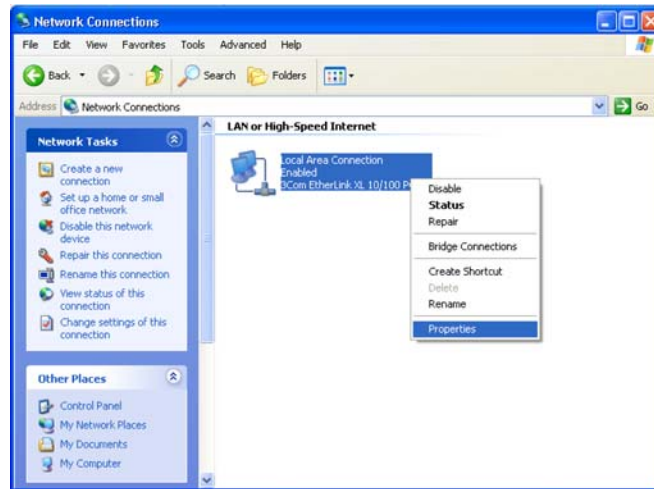 Network Connections
File Edit View Favorites Tools Advanced Help
Back Search Folders
Address Network Connections Go
Network Tasks
Create a new
connection
Set up a home or small
office network
Disable this network
device
Repair this connection
Rename this connection
View status of this
connection
Change settings of this
connection
Other Places
Control Panel
My Network Places
My Documents
My Computer
LAN or High-Speed Internet
Local Area Connection
Enabled
3Com EtherLink XL 10/100
Disable
Status
Repair
Bridge Connections
Create Shortcut
Delete
Rename
Properties